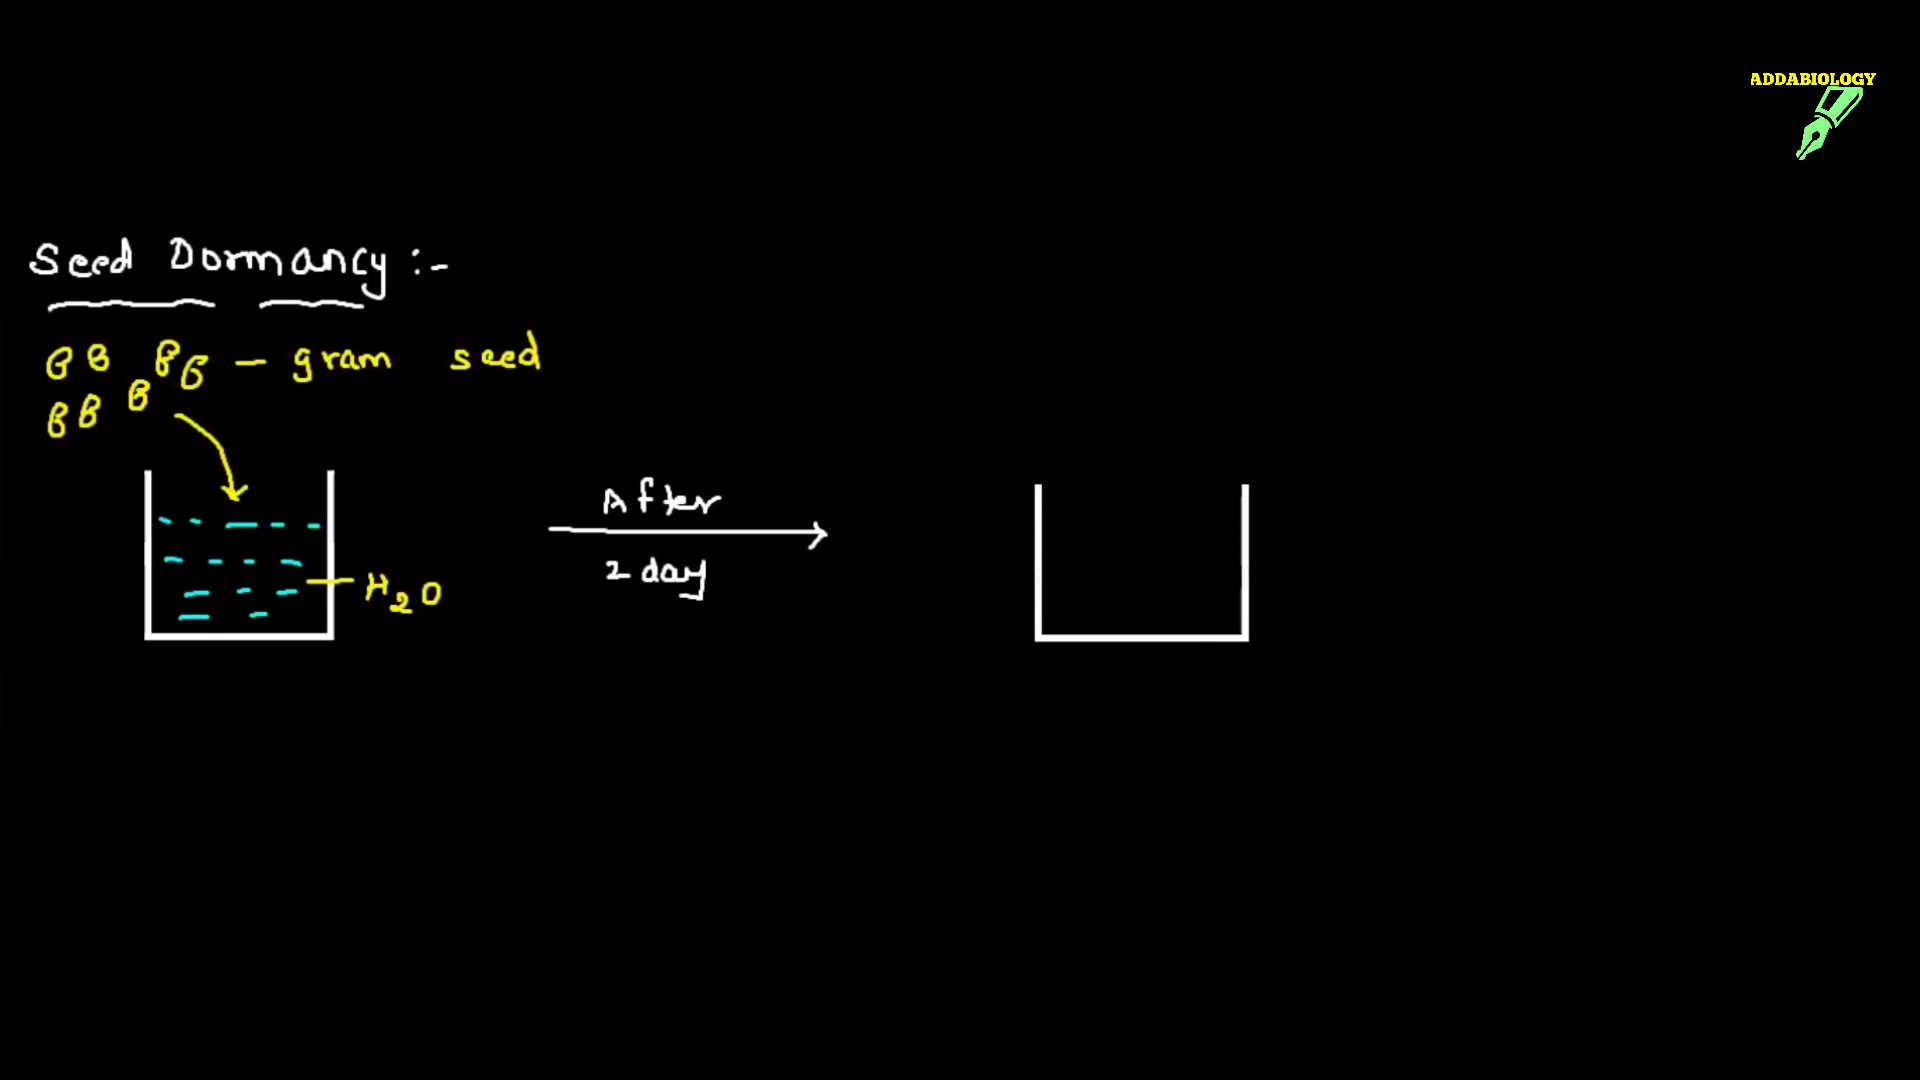 ADDABIOLOGY
Seed Dormancy :-
- gram seed
After
2 day
H2O